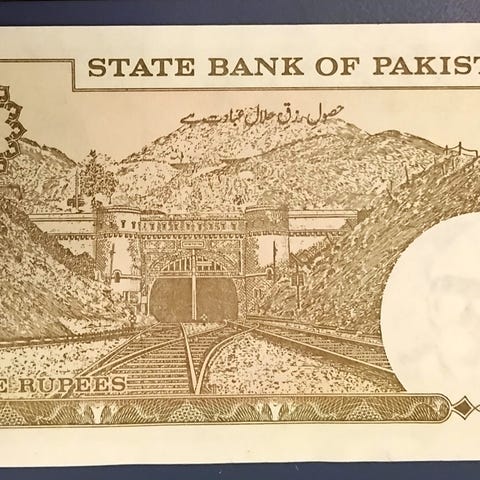 STATE BANK OF PAKIST
حصول رزق حلال عبادت ہے
E RUPEES